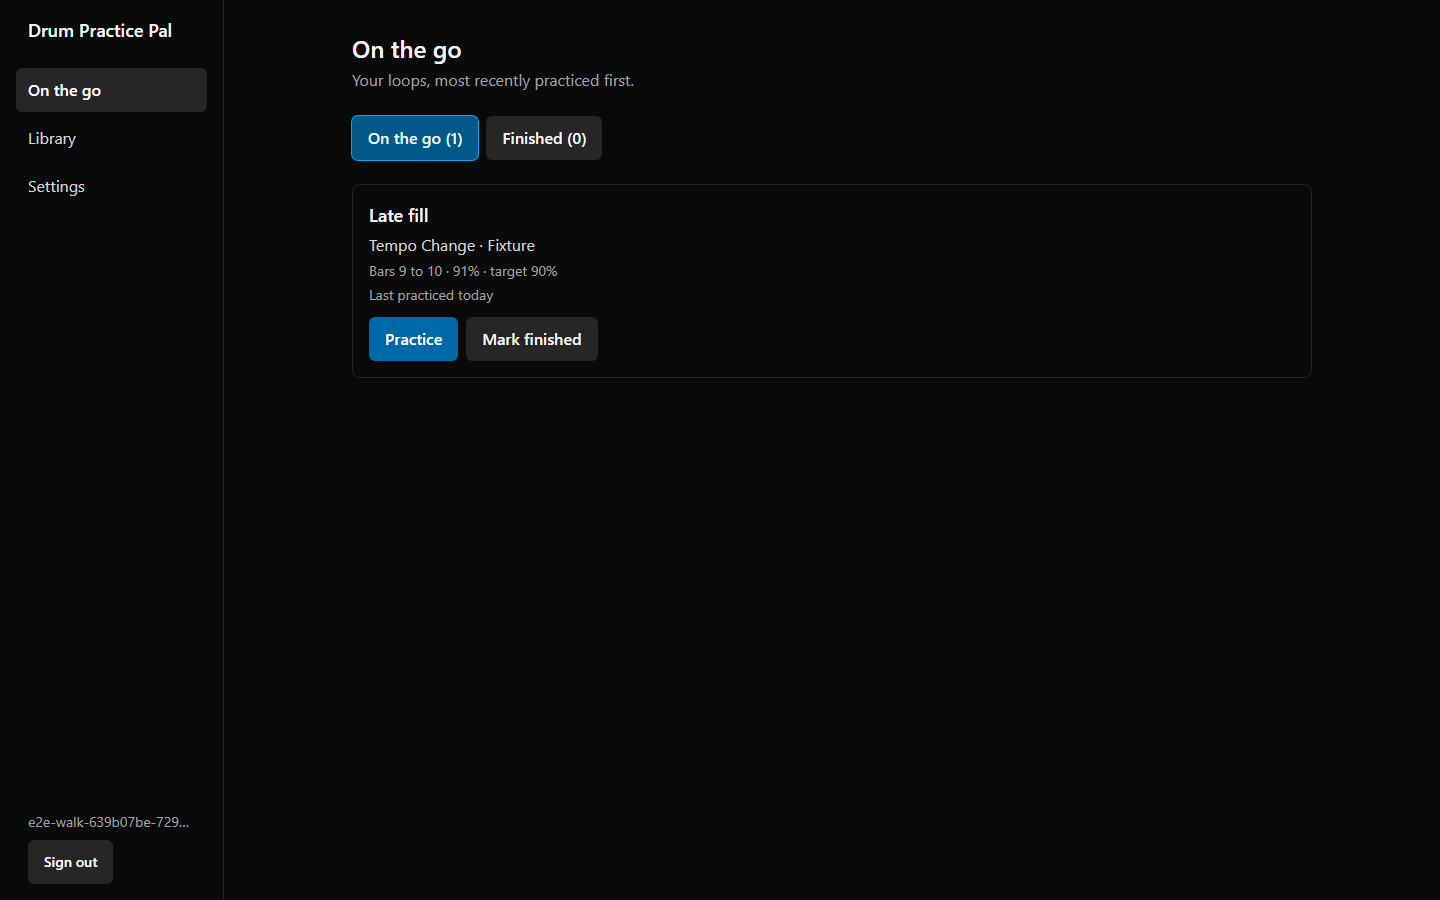 Drum Practice Pal
On the go
Library
Settings
On the go
Your loops, most recently practiced first.
On the go (1)
Finished (0)
Late fill
Tempo Change · Fixture
Bars 9 to 10 · 91% · target 90%
Last practiced today
Practice
Mark finished
e2e-walk-639b07be-729...
Sign out